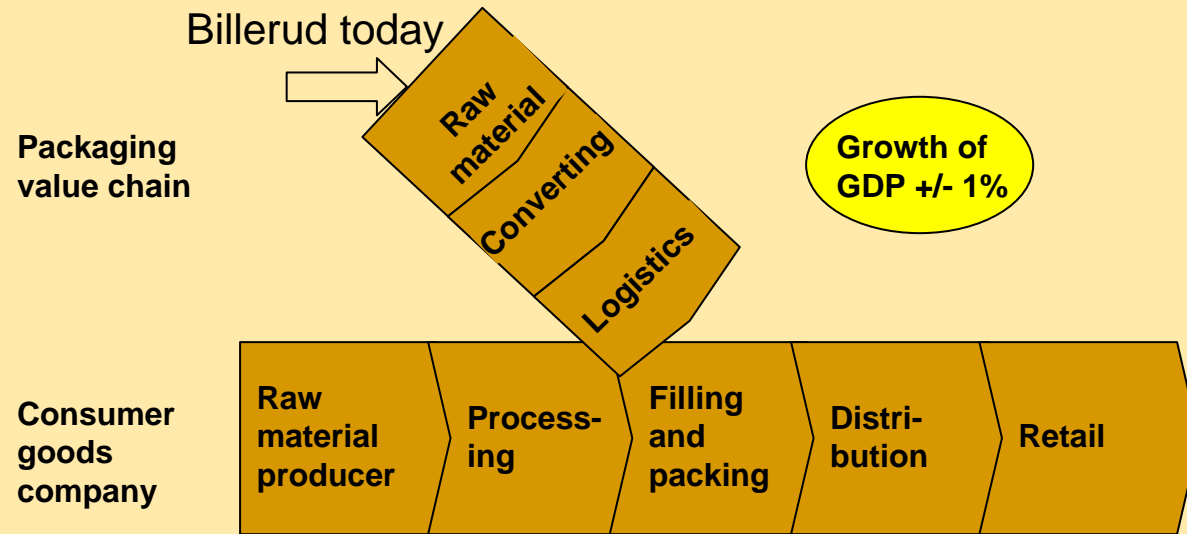 Billerud today
Packaging
value chain
Raw
material
Converting
Logistics
Growth of
GDP +/- 1%
Consumer
goods
company
Raw
material
producer
Process-
ing
Filling
and
packing
Distri-
bution
Retail